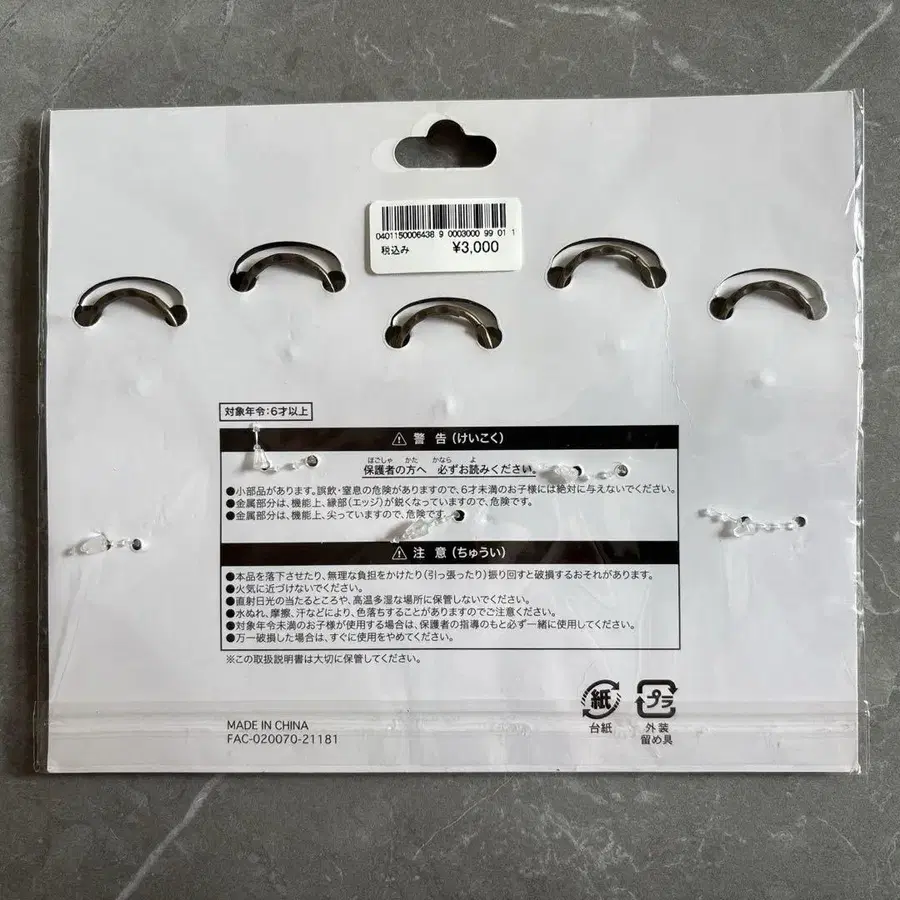 0401150006438 9 0003000 99 01 1
税込み ¥3,000
対象年令:6才以上
⚠ 警告(けいこく)
ほごしゃ かた かなら よ
保護者の方へ 必ずお読みください。
●小部品があります。誤飲・窒息の危険がありますので、6才未満のお子様には絶対に与えないでください。
●金属部分は、機能上、縁部(エッジ)が鋭くなっていますので、危険です。
●金属部分は、機能上、尖っていますので、危険です。
⚠ 注意(ちゅうい)
●本品を落下させたり、無理な負担をかけたり(引っ張ったり)振り回すと破損するおそれがあります。
●火気に近づけないでください。
●直射日光の当たるところや、高温多湿な場所に保管しないでください。
●水ぬれ、摩擦、汗などにより、色落ちすることがありますのでご注意ください。
●対象年令未満のお子様が使用する場合は、保護者の指導のもと必ず一緒に使用してください。
●万一破損した場合は、すぐに使用をやめてください。
※この取扱説明書は大切に保管してください。
紙 プラ
台紙 外装
留め具
MADE IN CHINA
FAC-020070-21181